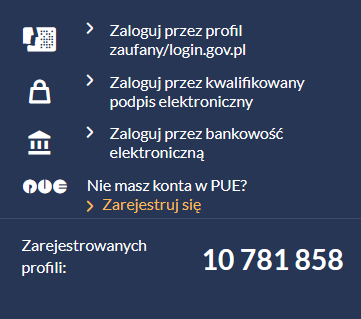 Zaloguj przez profil
zaufany/login.gov.pl
Zaloguj przez kwalifikowany
podpis elektroniczny
Zaloguj przez bankowość
elektroniczną
PUE
Nie masz konta w PUE?
Zarejestruj się
Zarejestrowanych
profili:
10 781 858